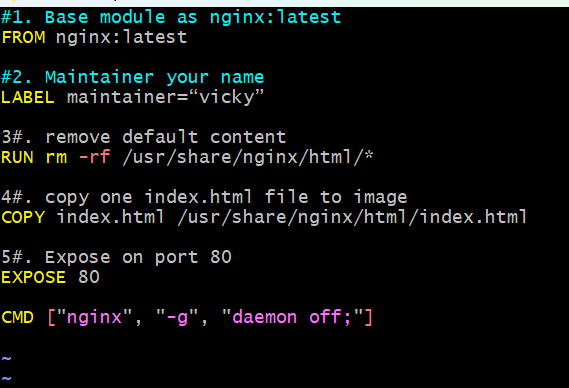 #1. Base module as nginx:latest
FROM nginx:latest
#2. Maintainer your name
LABEL maintainer=“vicky”
3#. remove default content
RUN rm -rf /usr/share/nginx/html/*
4#. copy one index.html file to image
COPY index.html /usr/share/nginx/html/index.html
5#. Expose on port 80
EXPOSE 80
CMD ["nginx", "-g", "daemon off;"]
~
~